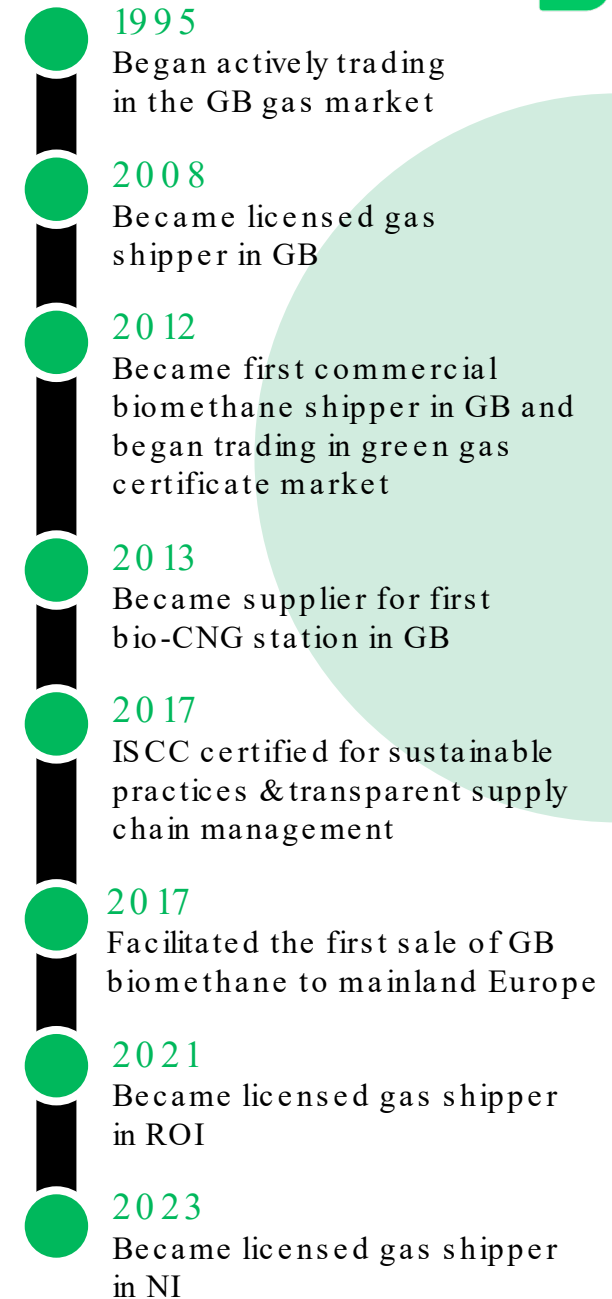 1995
Began actively trading
in the GB gas market
2008
Became licensed gas
shipper in GB
2012
Became first commercial
biomethane shipper in GB and
began trading in green gas
certificate market
2013
Became supplier for first
bio-CNG station in GB
2017
ISCC certified for sustainable
practices & transparent supply
chain management
2017
Facilitated the first sale of GB
biomethane to mainland Europe
2021
Became licensed gas shipper
in ROI
2023
Became licensed gas shipper
in NI